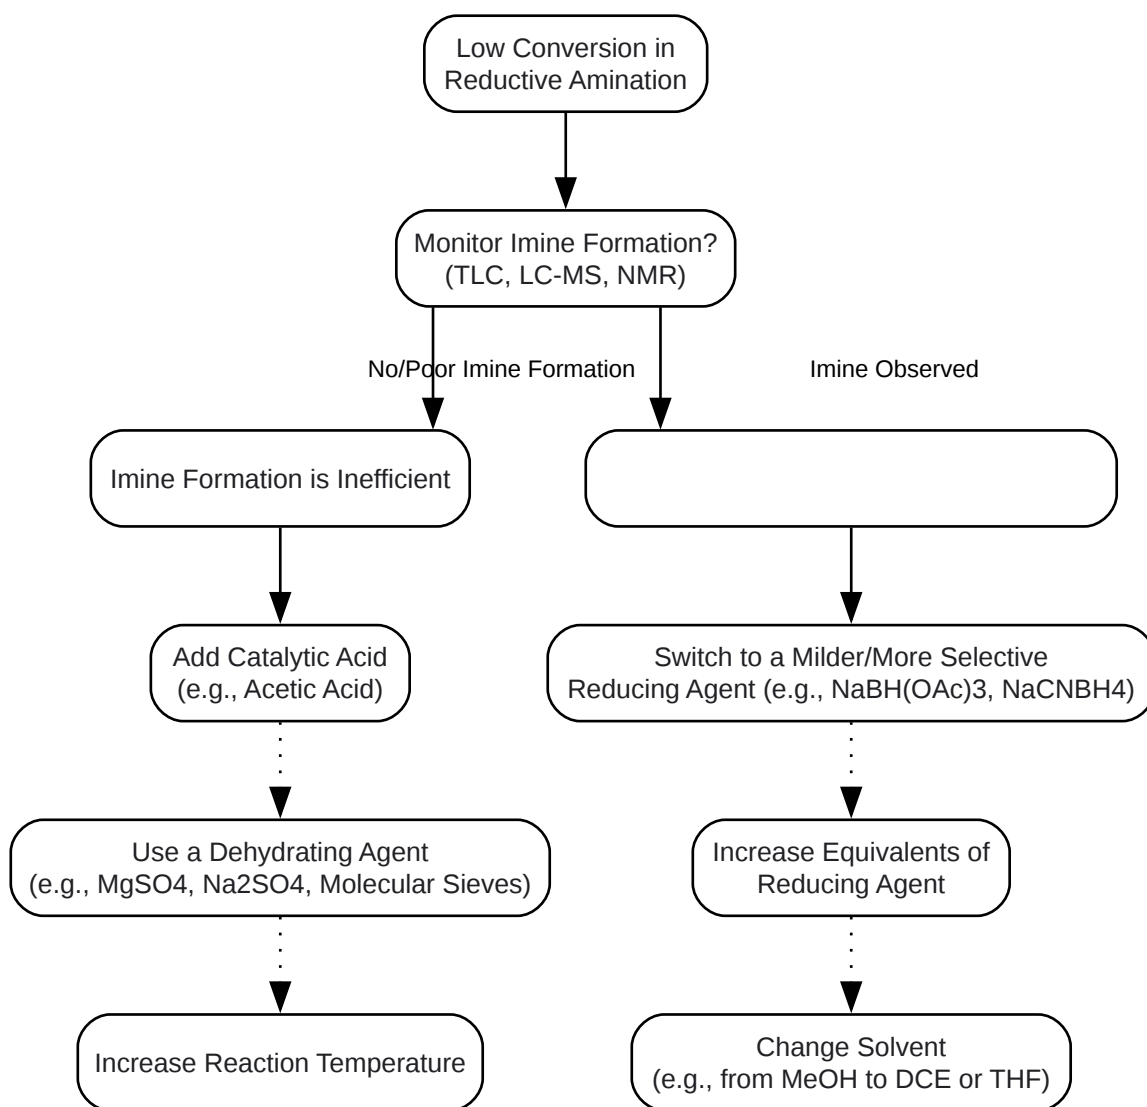 Low Conversion in
Reductive Amination
Monitor Imine Formation?
(TLC, LC-MS, NMR)
No/Poor Imine Formation
Imine Observed
Imine Formation is Inefficient
Add Catalytic Acid
(e.g., Acetic Acid)
Switch to a Milder/More Selective
Reducing Agent (e.g., NaBH(OAc)3, NaCNBH4)
Use a Dehydrating Agent
(e.g., MgSO4, Na2SO4, Molecular Sieves)
Increase Equivalents of
Reducing Agent
Increase Reaction Temperature
Change Solvent
(e.g., from MeOH to DCE or THF)